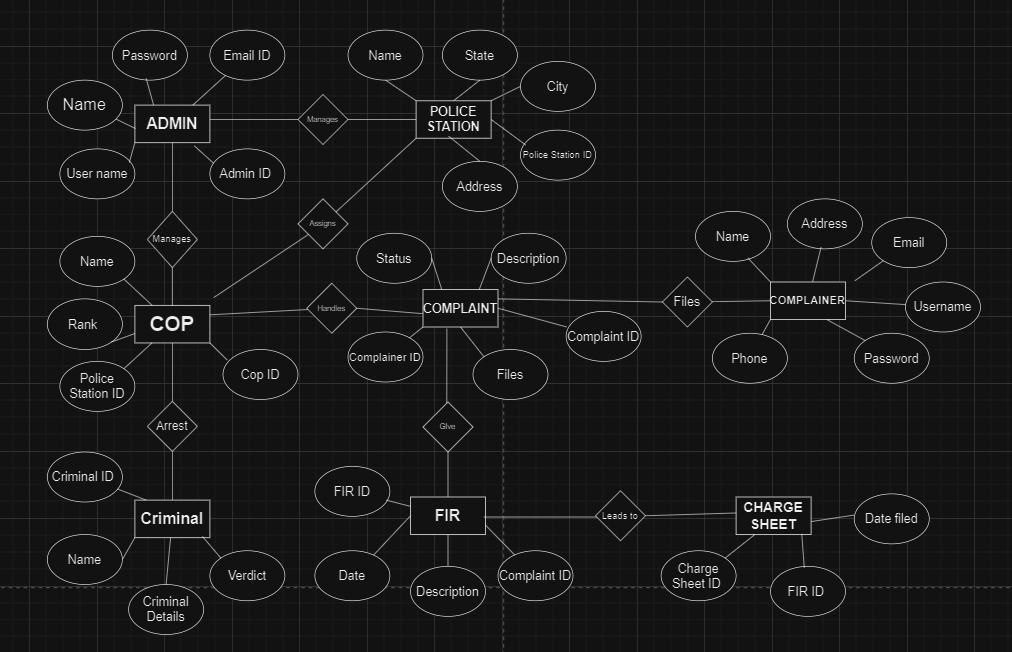 Password
Email ID
Name
State
City
Name
ADMIN
Manages
POLICE
STATION
Police Station ID
User name
Admin ID
Address
Manages
Assigns
Name
Address
Email
Name
Status
Description
Rank
COP
Handles
COMPLAINT
Files
COMPLAINER
Username
Complaint ID
Complainer ID
Phone
Password
Police
Station ID
Cop ID
Files
Arrest
GIve
Criminal ID
FIR ID
Criminal
FIR
Leads to
CHARGE
SHEET
Date filed
Name
Verdict
Date
Description
Complaint ID
Charge
Sheet ID
FIR ID
Criminal
Details